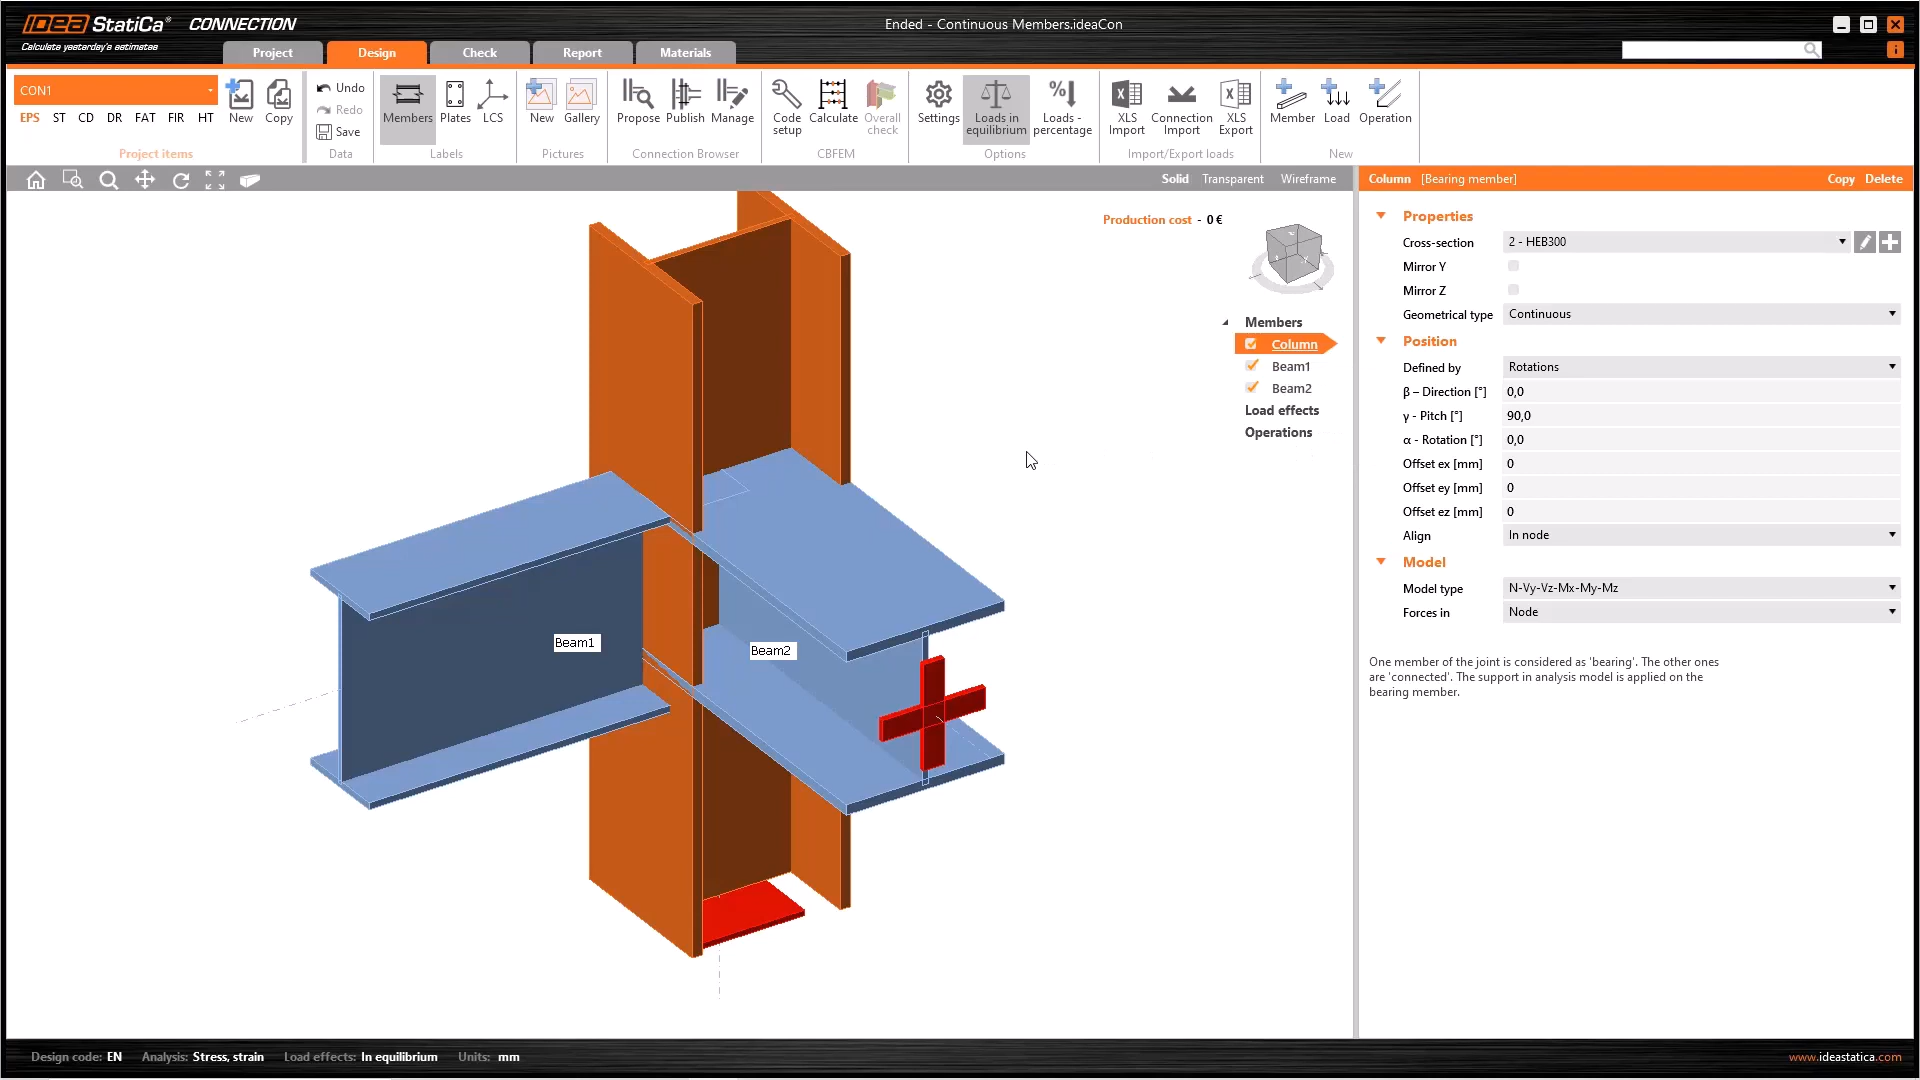 IDEA StatiCa® CONNECTION
Calculate yesterday's estimates
Ended - Continuous Members.ideaCon
Project Design Check Report Materials
CON1
EPS ST CD DR FAT FIR HT
New Copy
Project items
Undo
Redo
Save
Data
Members Plates LCS
Labels
New Gallery
Pictures
Propose Publish Manage
Connection Browser
Code setup Calculate Overall check
CBFEM
Settings Loads in equilibrium Loads - percentage
Options
XLS Import Connection Import XLS Export
Import/Export loads
Member Load Operation
New
Solid Transparent Wireframe
Production cost - 0 €
Members
Column
Beam1
Beam2
Load effects
Operations
Beam1
Beam2
Column [Bearing member] Copy Delete
Properties
Cross-section 2 - HEB300
Mirror Y
Mirror Z
Geometrical type Continuous
Position
Defined by Rotations
β – Direction [°] 0,0
γ - Pitch [°] 90,0
α - Rotation [°] 0,0
Offset ex [mm] 0
Offset ey [mm] 0
Offset ez [mm] 0
Align In node
Model
Model type N-Vy-Vz-Mx-My-Mz
Forces in Node
One member of the joint is considered as 'bearing'. The other ones
are 'connected'. The support in analysis model is applied on the
bearing member.
Design code: EN Analysis: Stress, strain Load effects: In equilibrium Units: mm
www.ideastatica.com